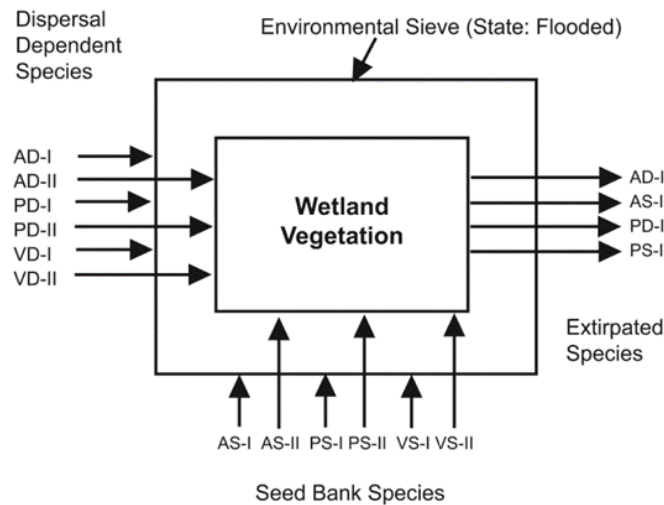 Dispersal
Dependent
Species
Environmental Sieve (State: Flooded)
AD-I
AD-II
PD-I
PD-II
VD-I
VD-II
Wetland
Vegetation
AD-I
AS-I
PD-I
PS-I
Extirpated
Species
AS-I AS-II PS-I PS-II VS-I VS-II
Seed Bank Species